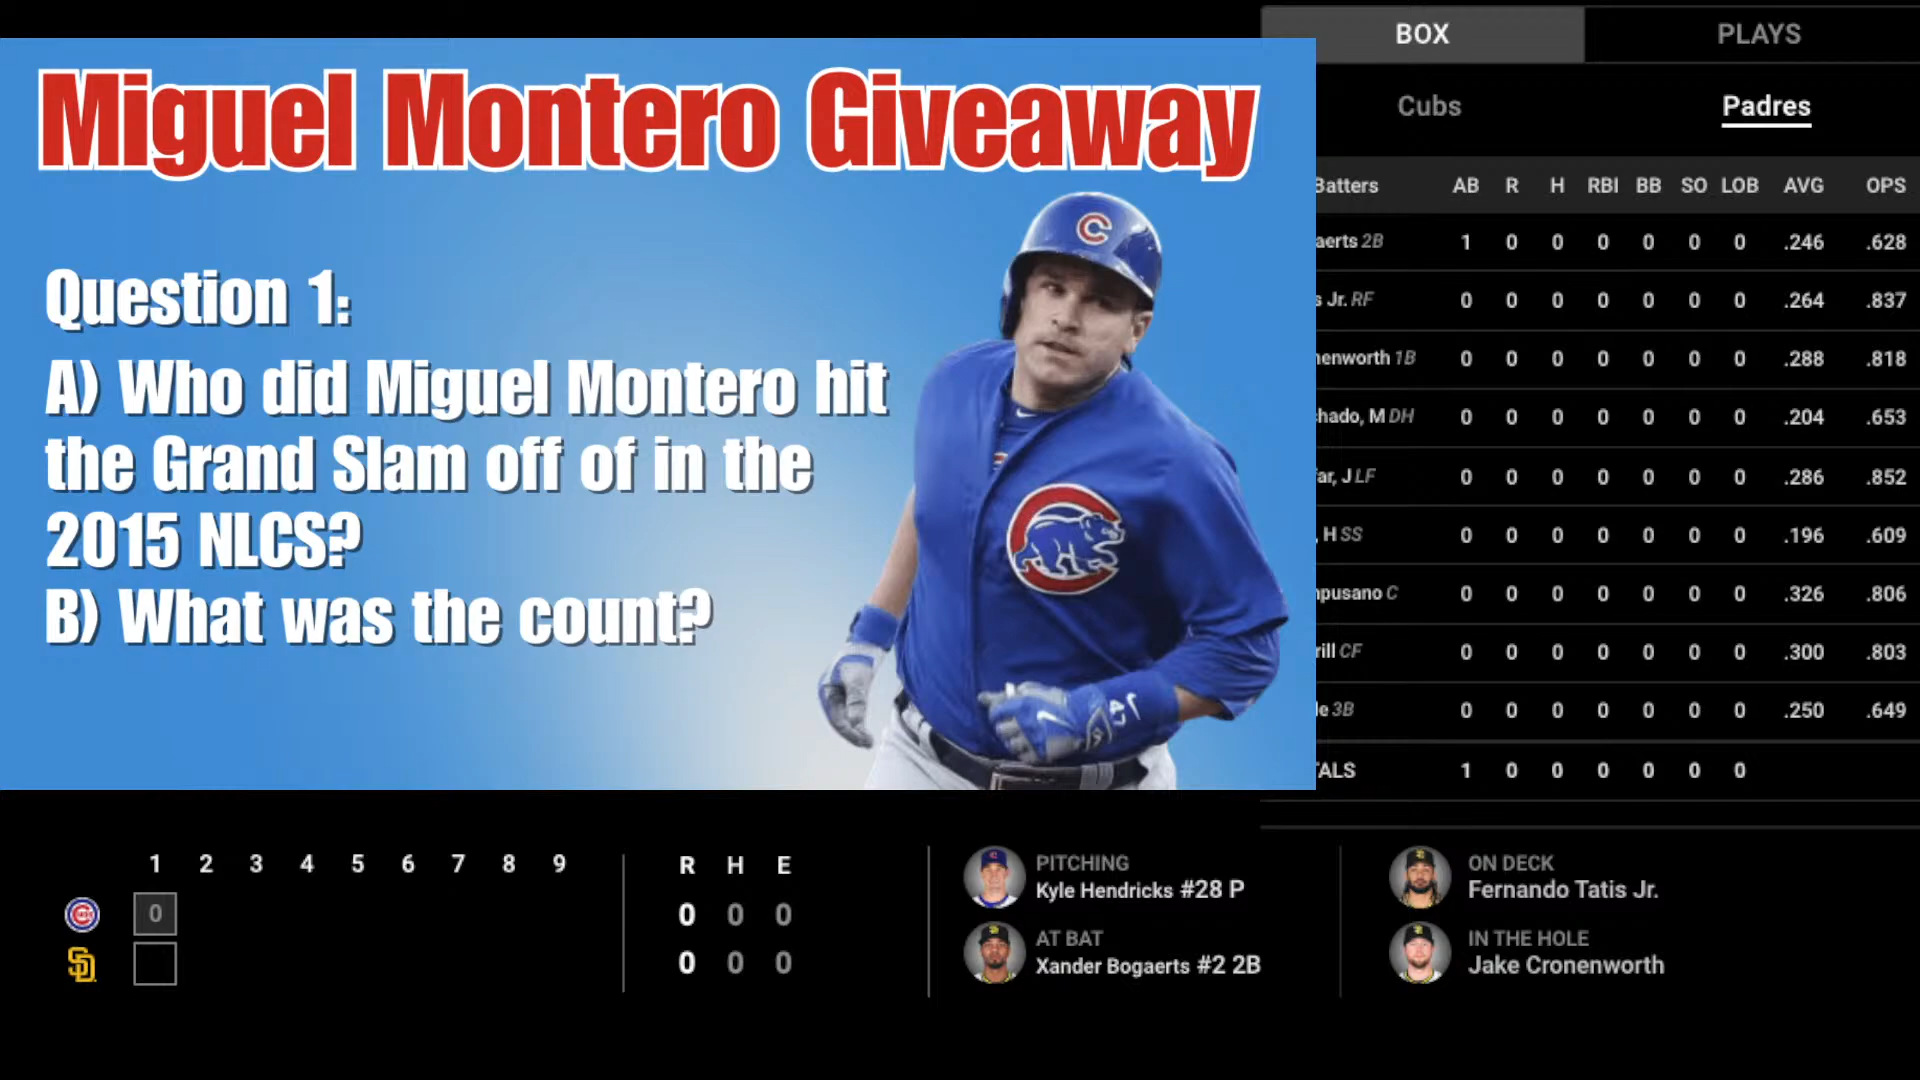 Miguel Montero Giveaway
Question 1:
A) Who did Miguel Montero hit
the Grand Slam off of in the
2015 NLCS?
B) What was the count?
BOX PLAYS
Cubs Padres
Batters AB R H RBI BB SO LOB AVG OPS
aerts 2B 1 0 0 0 0 0 0 .246 .628
s Jr. RF 0 0 0 0 0 0 0 .264 .837
nenworth 1B 0 0 0 0 0 0 0 .288 .818
hado, M DH 0 0 0 0 0 0 0 .204 .653
ar, J LF 0 0 0 0 0 0 0 .286 .852
, H SS 0 0 0 0 0 0 0 .196 .609
pusano C 0 0 0 0 0 0 0 .326 .806
rill CF 0 0 0 0 0 0 0 .300 .803
le 3B 0 0 0 0 0 0 0 .250 .649
TALS 1 0 0 0 0 0 0
1 2 3 4 5 6 7 8 9 R H E
0 0 0 0
0 0 0
PITCHING
Kyle Hendricks #28 P
AT BAT
Xander Bogaerts #2 2B
ON DECK
Fernando Tatis Jr.
IN THE HOLE
Jake Cronenworth